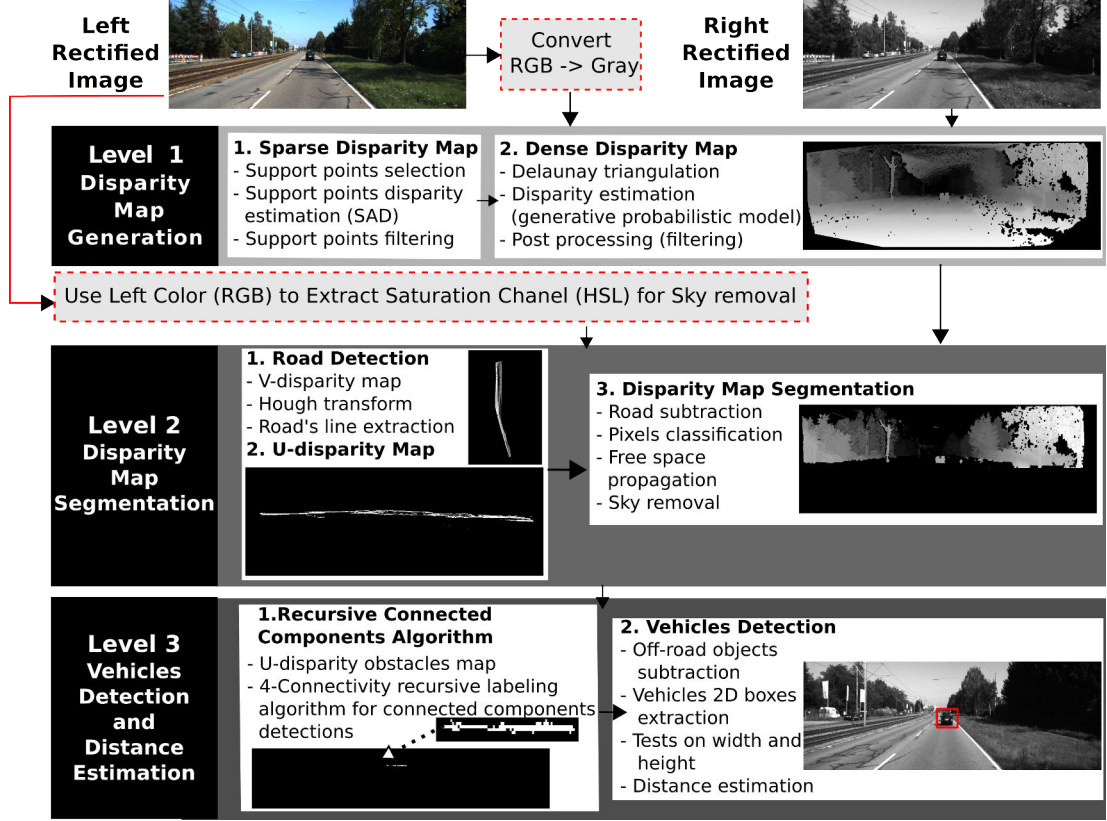 Left
Rectified
Image
Convert
RGB -> Gray
Right
Rectified
Image
Level 1
Disparity
Map
Generation
1. Sparse Disparity Map
- Support points selection
- Support points disparity
estimation (SAD)
- Support points filtering
2. Dense Disparity Map
- Delaunay triangulation
- Disparity estimation
(generative probabilistic model)
- Post processing (filtering)
Use Left Color (RGB) to Extract Saturation Chanel (HSL) for Sky removal
Level 2
Disparity
Map
Segmentation
1. Road Detection
- V-disparity map
- Hough transform
- Road's line extraction
2. U-disparity Map
3. Disparity Map Segmentation
- Road subtraction
- Pixels classification
- Free space
propagation
- Sky removal
Level 3
Vehicles
Detection
and
Distance
Estimation
1.Recursive Connected
Components Algorithm
- U-disparity obstacles map
- 4-Connectivity recursive labeling
algorithm for connected components
detections
2. Vehicles Detection
- Off-road objects
subtraction
- Vehicles 2D boxes
extraction
- Tests on width and
height
- Distance estimation